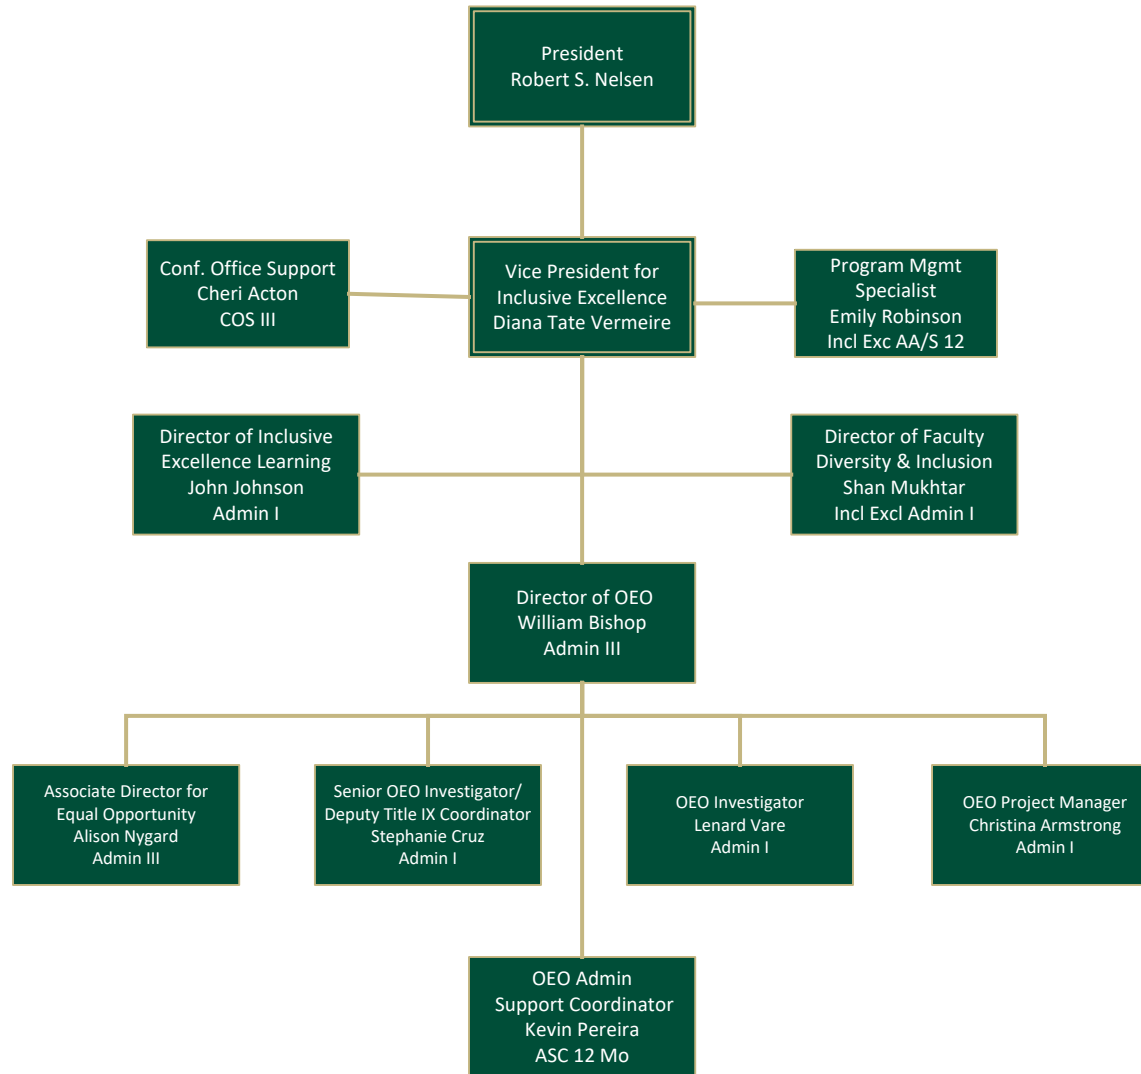 President
Robert S. Nelsen
Conf. Office Support
Cheri Acton
COS III
Vice President for
Inclusive Excellence
Diana Tate Vermeire
Program Mgmt
Specialist
Emily Robinson
Incl Exc AA/S 12
Director of Inclusive
Excellence Learning
John Johnson
Admin I
Director of Faculty
Diversity & Inclusion
Shan Mukhtar
Incl Excl Admin I
Director of OEO
William Bishop
Admin III
Associate Director for
Equal Opportunity
Alison Nygard
Admin III
Senior OEO Investigator/
Deputy Title IX Coordinator
Stephanie Cruz
Admin I
OEO Investigator
Lenard Vare
Admin I
OEO Project Manager
Christina Armstrong
Admin I
OEO Admin
Support Coordinator
Kevin Pereira
ASC 12 Mo